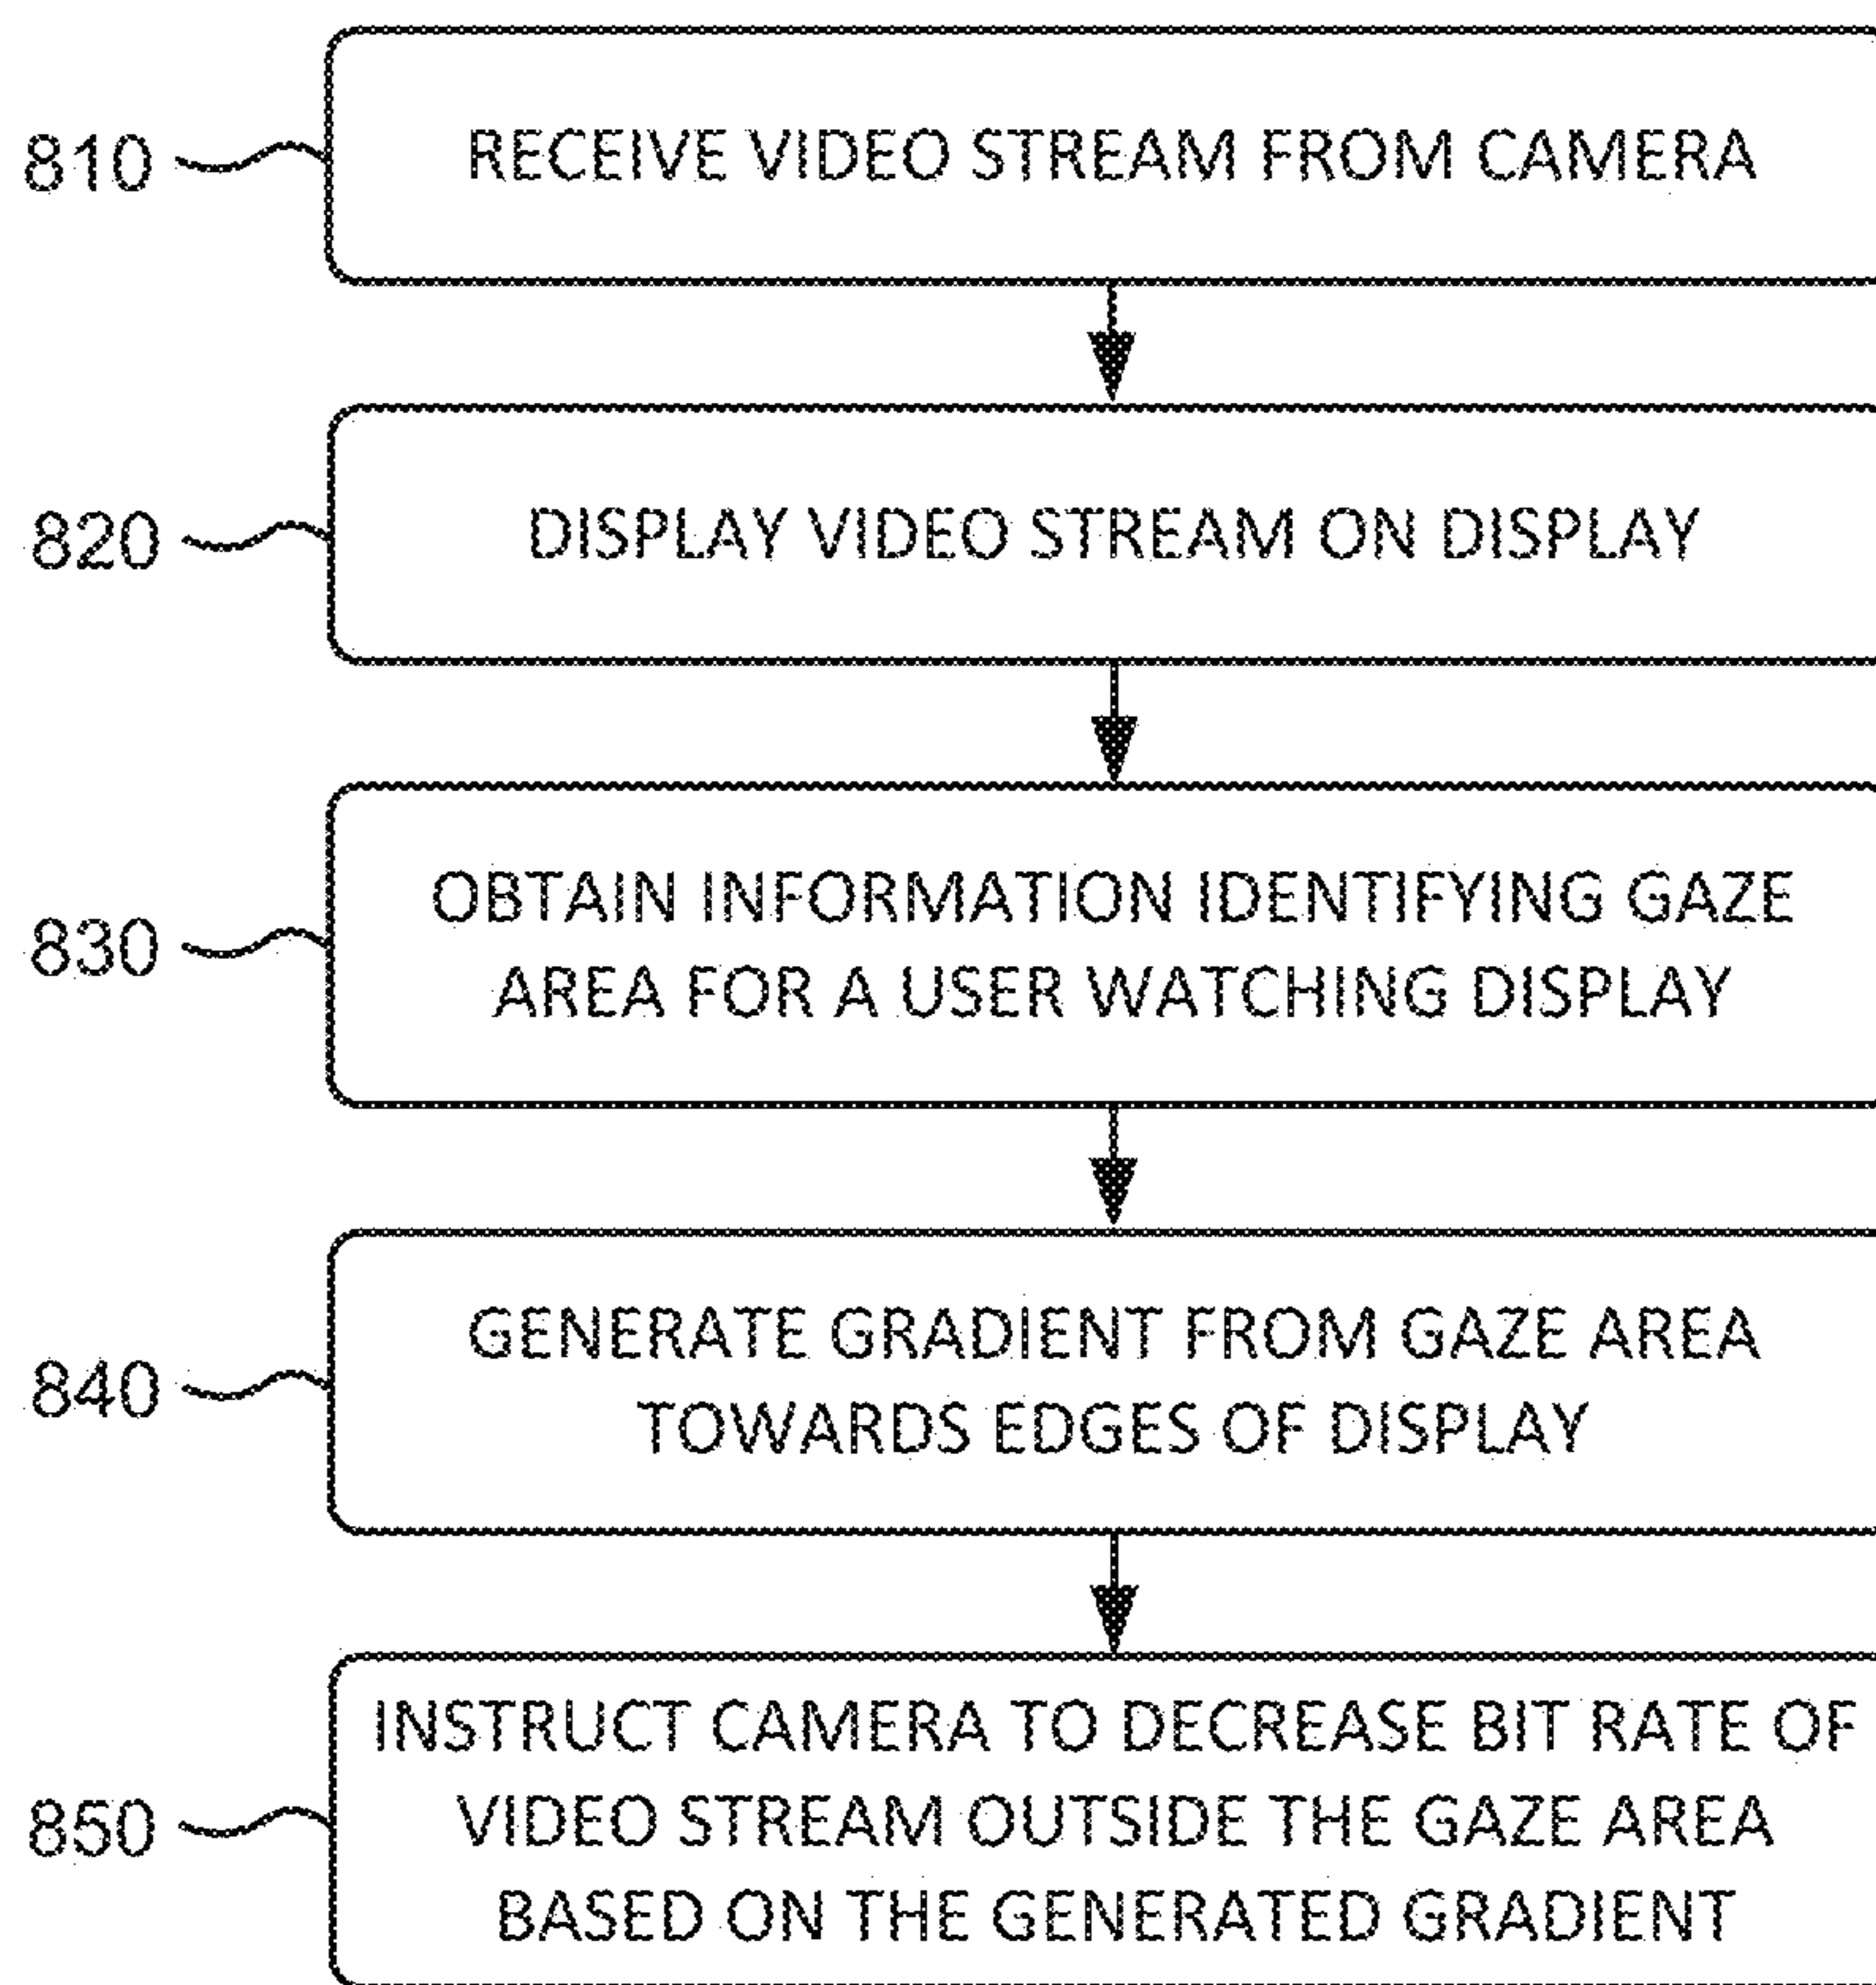 810
RECEIVE VIDEO STREAM FROM CAMERA
820
DISPLAY VIDEO STREAM ON DISPLAY
830
OBTAIN INFORMATION IDENTIFYING GAZE
AREA FOR A USER WATCHING DISPLAY
840
GENERATE GRADIENT FROM GAZE AREA
TOWARDS EDGES OF DISPLAY
850
INSTRUCT CAMERA TO DECREASE BIT RATE OF
VIDEO STREAM OUTSIDE THE GAZE AREA
BASED ON THE GENERATED GRADIENT